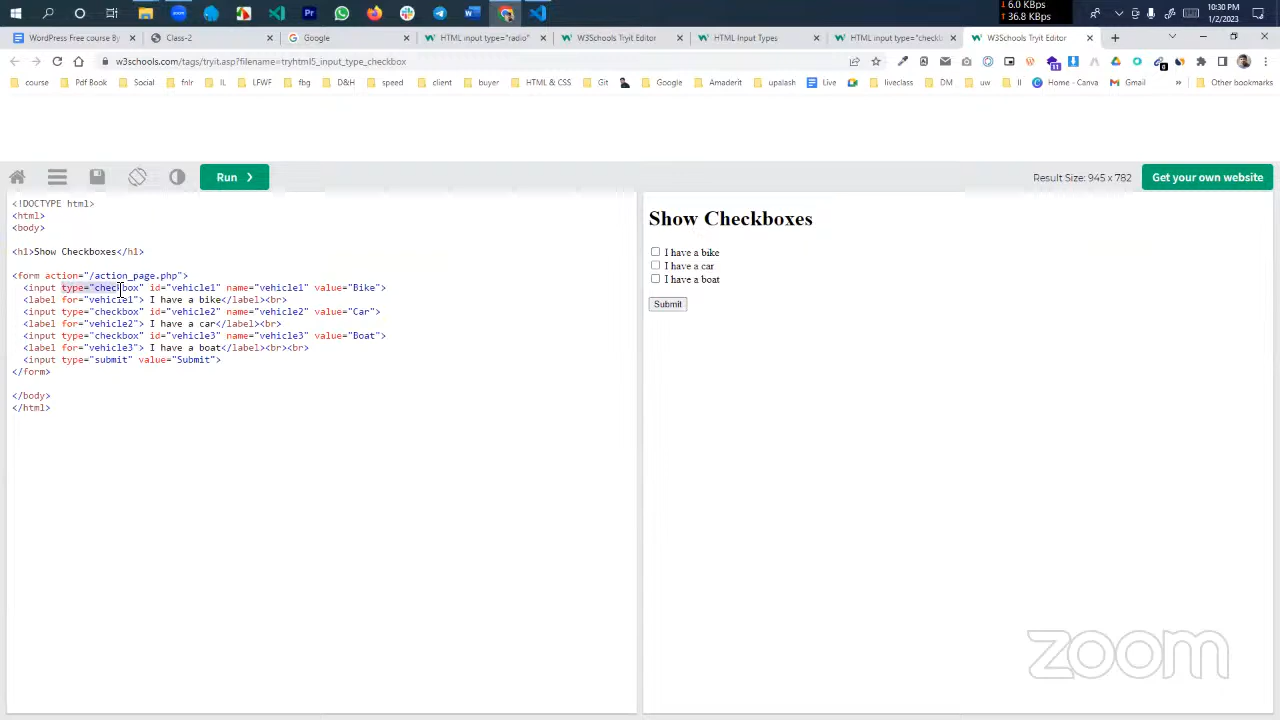 6.0 KBps
36.8 KBps
10:30 PM
1/2/2023
WordPress Free course By
Class-2
Google
HTML input type="radio"
W3Schools Tryit Editor
HTML Input Types
HTML input type="check
W3Schools Tryit Editor
w3schools.com/tags/tryit.asp?filename=tryhtml5_input_type_checkbox
course
Pdf Book
Social
IL
LFWF
fnlr
fbg
D&H
speed
client
buyer
HTML & CSS
Git
Google
Amaderit
upalash
Live
liveclass
DM
uw
II
Home - Canva
Gmail
Other bookmarks
Run
Result Size: 945 x 782
Get your own website
<!DOCTYPE html>
<html>
<body>
<h1>Show Checkboxes</h1>
<form action="/action_page.php">
<input type="checkbox" id="vehicle1" name="vehicle1" value="Bike">
<label for="vehicle1"> I have a bike</label><br>
<input type="checkbox" id="vehicle2" name="vehicle2" value="Car">
<label for="vehicle2"> I have a car</label><br>
<input type="checkbox" id="vehicle3" name="vehicle3" value="Boat">
<label for="vehicle3"> I have a boat</label><br><br>
<input type="submit" value="Submit">
</form>
</body>
</html>
Show Checkboxes
I have a bike
I have a car
I have a boat
Submit
zoom